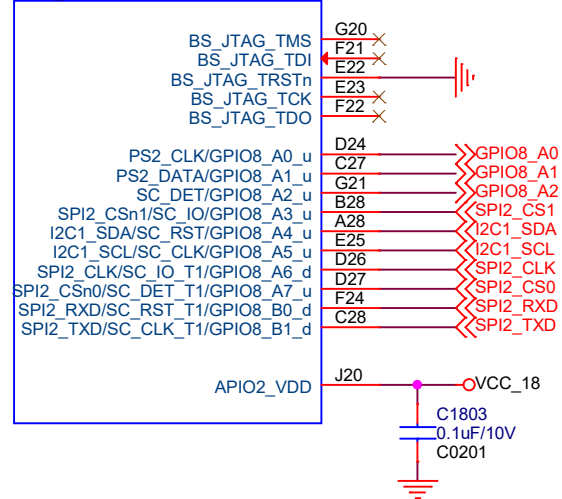 BS_JTAG_TMS G20
BS_JTAG_TDI F21
BS_JTAG_TRSTn E22
BS_JTAG_TCK E23
BS_JTAG_TDO F22
PS2_CLK/GPIO8_A0_u D24 GPIO8_A0
PS2_DATA/GPIO8_A1_u C27 GPIO8_A1
SC_DET/GPIO8_A2_u G21 GPIO8_A2
SPI2_CSn1/SC_IO/GPIO8_A3_u B28 SPI2_CS1
I2C1_SDA/SC_RST/GPIO8_A4_u A28 I2C1_SDA
I2C1_SCL/SC_CLK/GPIO8_A5_u E25 I2C1_SCL
SPI2_CLK/SC_IO_T1/GPIO8_A6_d D26 SPI2_CLK
SPI2_CSn0/SC_DET_T1/GPIO8_A7_u D27 SPI2_CS0
SPI2_RXD/SC_RST_T1/GPIO8_B0_d F24 SPI2_RXD
SPI2_TXD/SC_CLK_T1/GPIO8_B1_d C28 SPI2_TXD
APIO2_VDD J20 VCC_18
C1803
0.1uF/10V
C0201